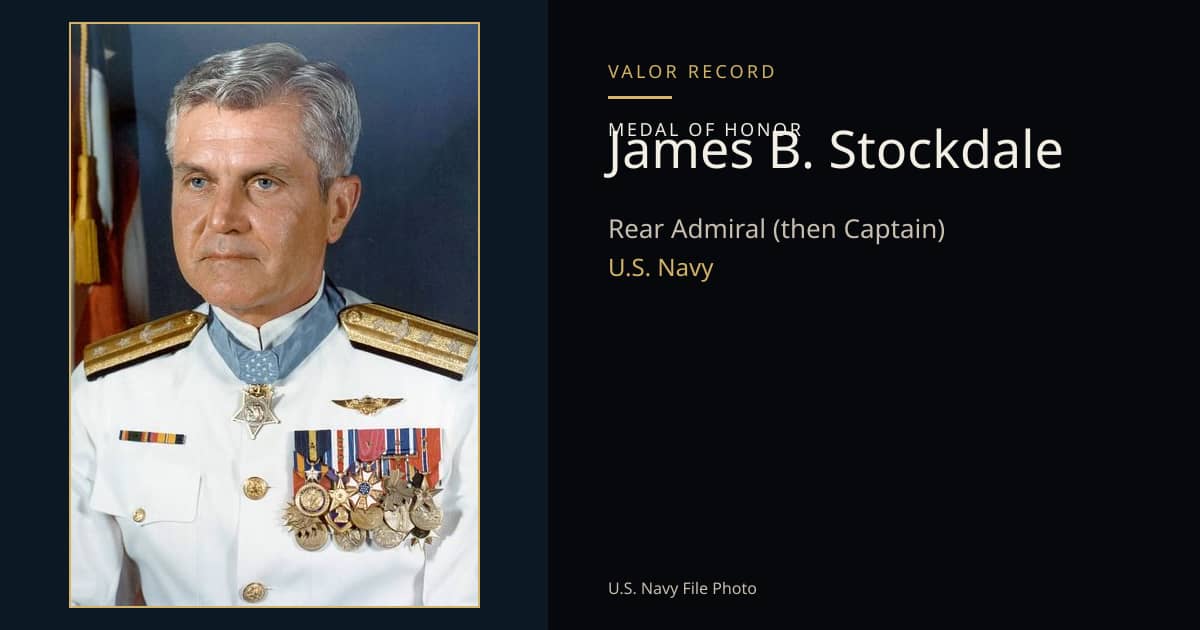 VALOR RECORD
MEDAL OF HONOR
James B. Stockdale
Rear Admiral (then Captain)
U.S. Navy
U.S. Navy File Photo